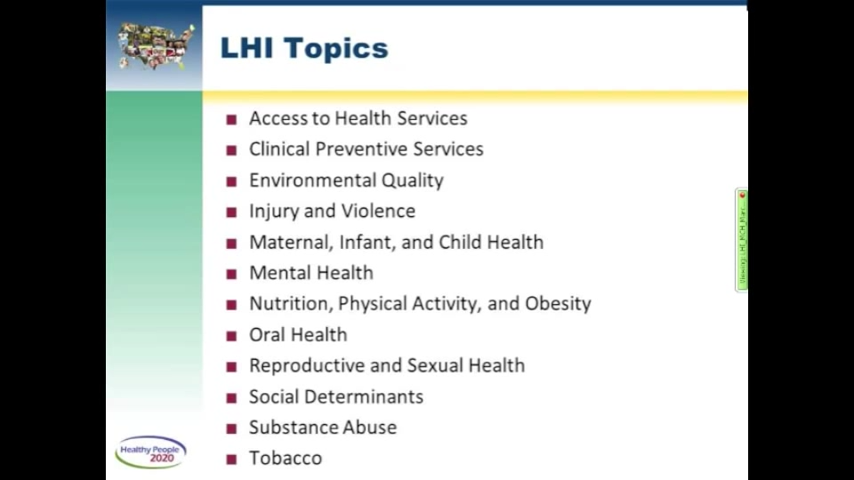 LHI Topics
Access to Health Services
Clinical Preventive Services
Environmental Quality
Injury and Violence
Maternal, Infant, and Child Health
Mental Health
Nutrition, Physical Activity, and Obesity
Oral Health
Reproductive and Sexual Health
Social Determinants
Substance Abuse
Tobacco
Healthy People
2020